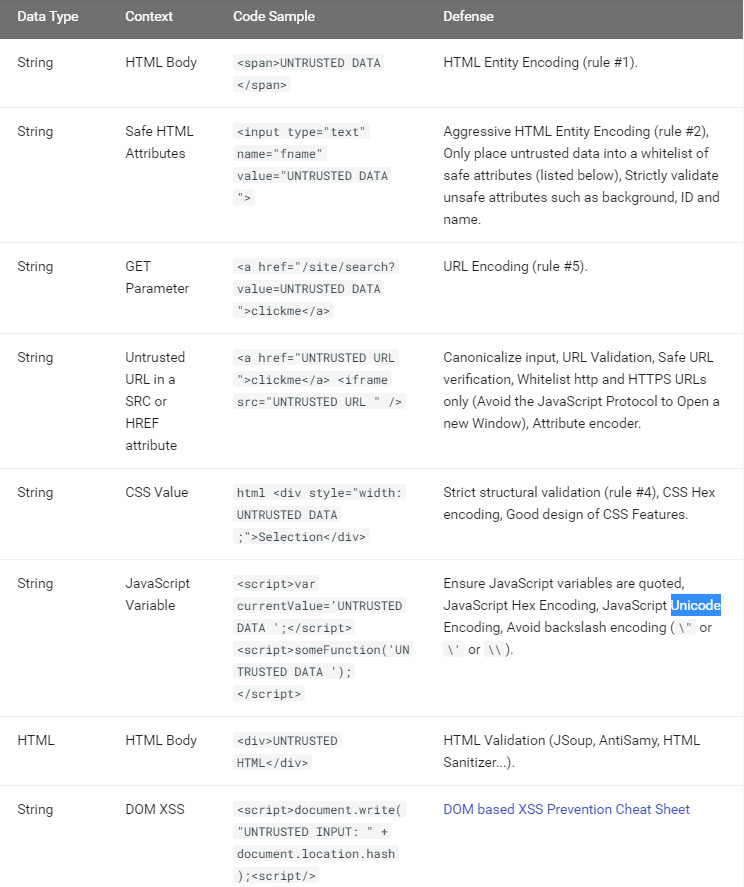 Data Type Context Code Sample Defense
String HTML Body <span>UNTRUSTED DATA HTML Entity Encoding (rule #1).
</span>
String Safe HTML <input type="text" Aggressive HTML Entity Encoding (rule #2),
Attributes name="fname" Only place untrusted data into a whitelist of
value="UNTRUSTED DATA safe attributes (listed below), Strictly validate
"> unsafe attributes such as background, ID and
name.
String GET <a href="/site/search? URL Encoding (rule #5).
Parameter value=UNTRUSTED DATA
">clickme</a>
String Untrusted <a href="UNTRUSTED URL Canonicalize input, URL Validation, Safe URL
URL in a ">clickme</a> <iframe verification, Whitelist http and HTTPS URLs
SRC or src="UNTRUSTED URL " /> only (Avoid the JavaScript Protocol to Open a
HREF new Window), Attribute encoder.
attribute
String CSS Value html <div style="width: Strict structural validation (rule #4), CSS Hex
UNTRUSTED DATA encoding, Good design of CSS Features.
;">Selection</div>
String JavaScript <script>var Ensure JavaScript variables are quoted,
Variable currentValue='UNTRUSTED JavaScript Hex Encoding, JavaScript Unicode
DATA ';</script> Encoding, Avoid backslash encoding ( \" or
<script>someFunction('UN \' or \\ ).
TRUSTED DATA ');
</script>
HTML HTML Body <div>UNTRUSTED HTML Validation (JSoup, AntiSamy, HTML
HTML</div> Sanitizer...).
String DOM XSS <script>document.write( DOM based XSS Prevention Cheat Sheet
"UNTRUSTED INPUT: " +
document.location.hash
);<script/>